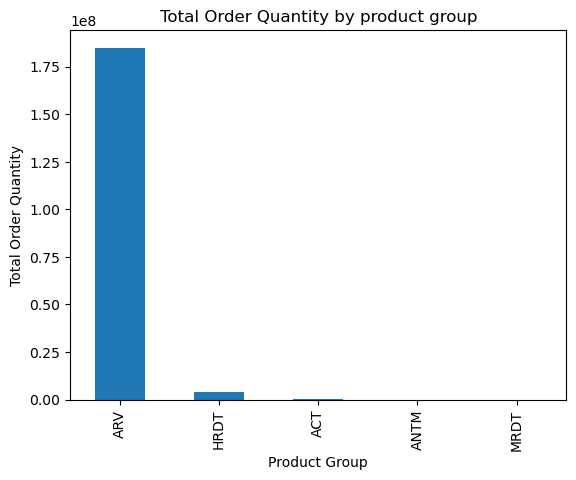 Total Order Quantity by product group
1e8
1.75
1.50
1.25
1.00
0.75
0.50
0.25
0.00
Total Order Quantity
ARV
HRDT
ACT
ANTM
MRDT
Product Group